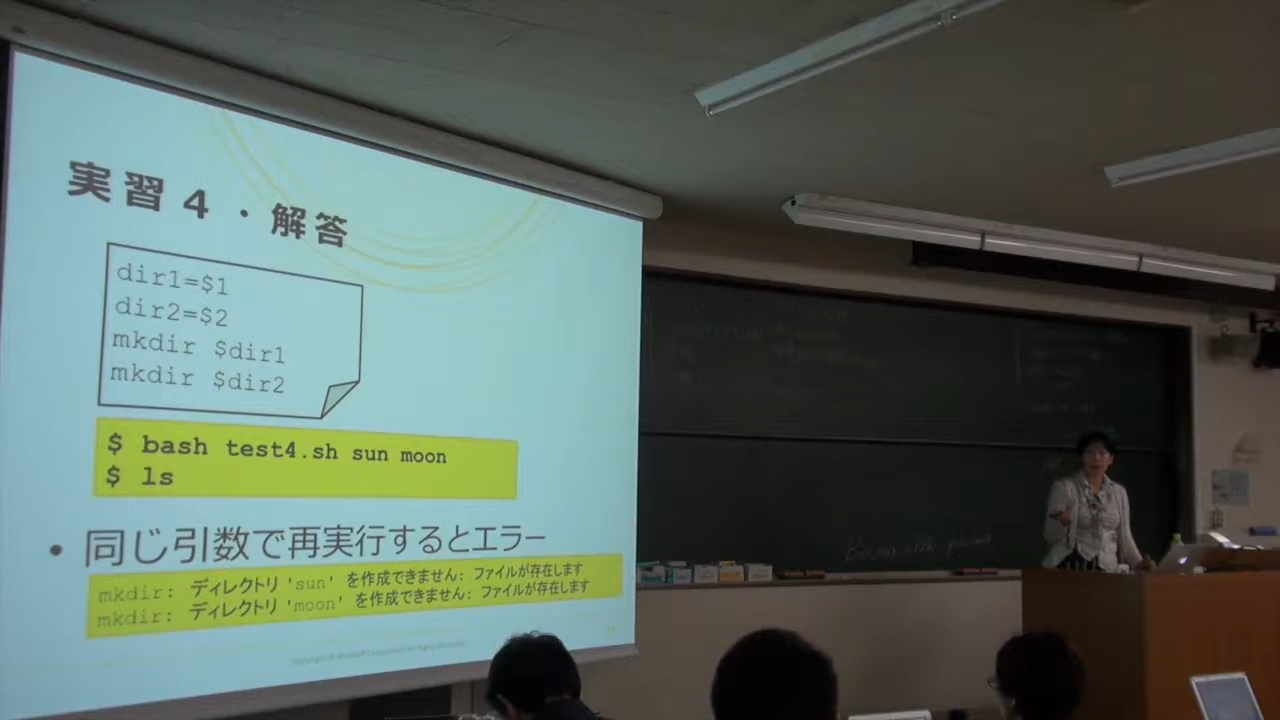 実習４・解答
dir1=$1
dir2=$2
mkdir $dir1
mkdir $dir2
$ bash test4.sh sun moon
$ ls
• 同じ引数で再実行するとエラー
mkdir: ディレクトリ 'sun' を作成できません: ファイルが存在します
mkdir: ディレクトリ 'moon' を作成できません: ファイルが存在します